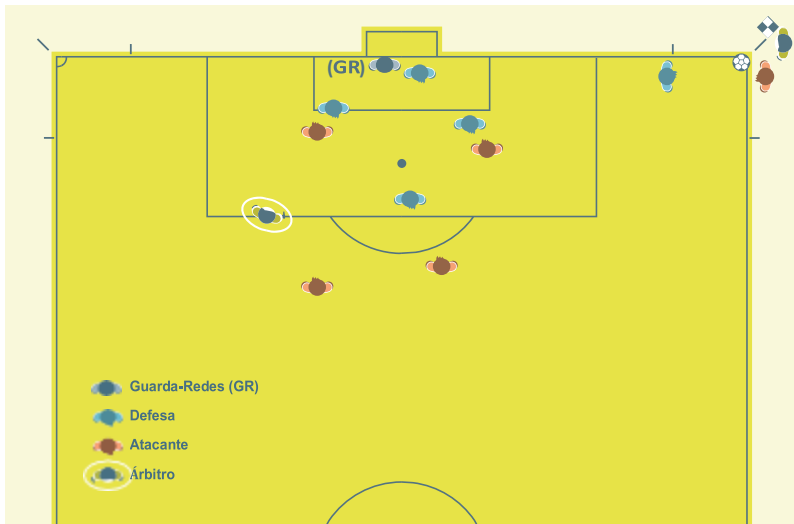 (GR)
Guarda-Redes (GR)
Defesa
Atacante
Árbitro